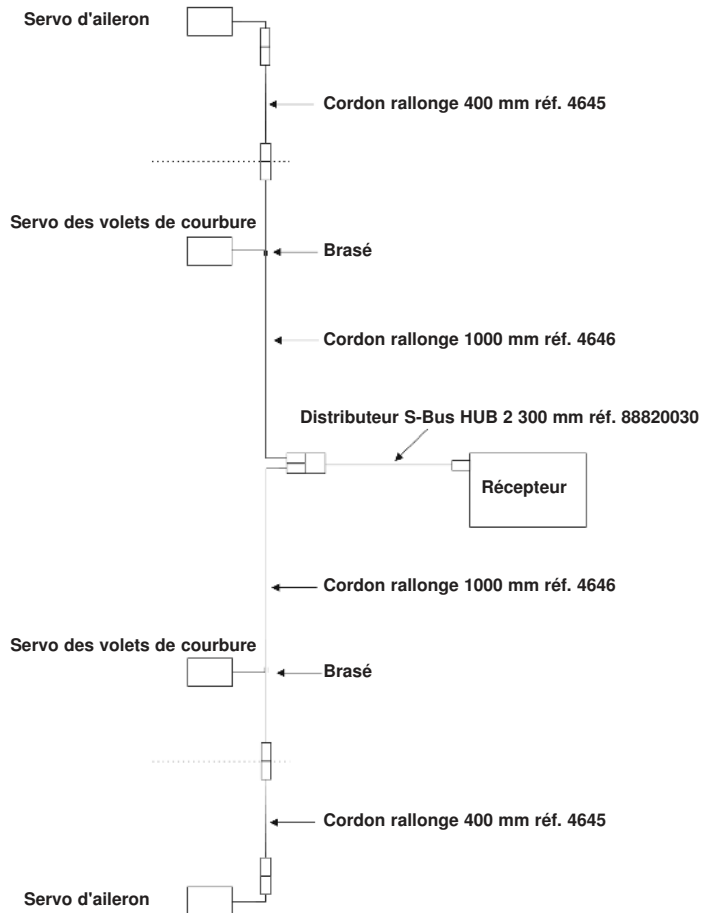 Servo d'aileron
Cordon rallonge 400 mm réf. 4645
Servo des volets de courbure
Brasé
Cordon rallonge 1000 mm réf. 4646
Distributeur S-Bus HUB 2 300 mm réf. 88820030
Récepteur
Cordon rallonge 1000 mm réf. 4646
Servo des volets de courbure
Brasé
Cordon rallonge 400 mm réf. 4645
Servo d'aileron